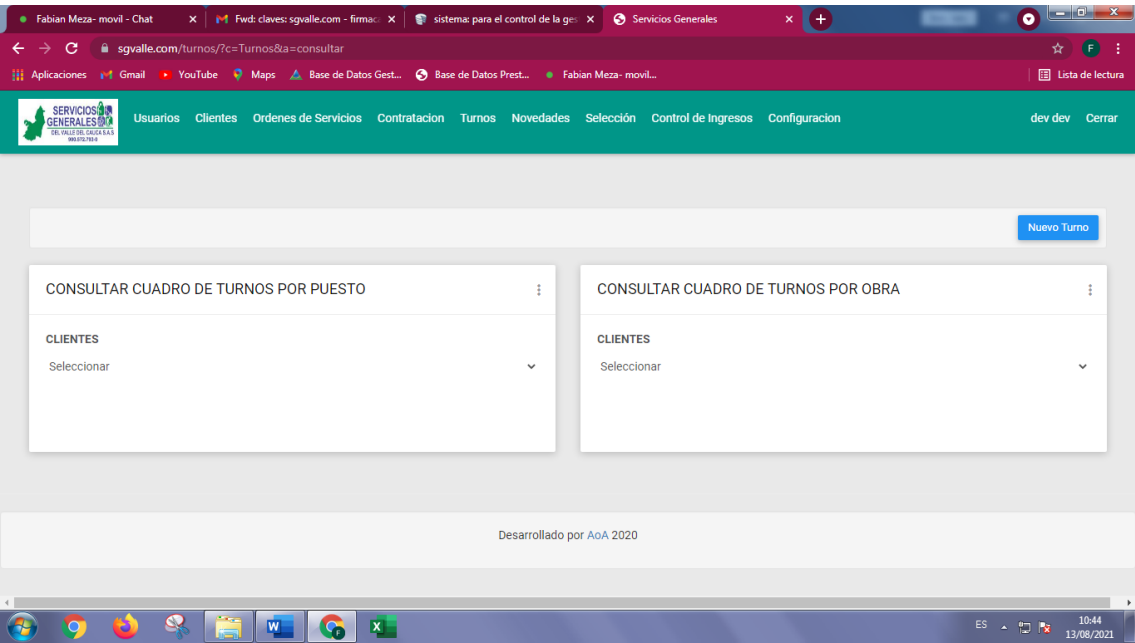 Fabian Meza- movil - Chat
Fwd: claves: sgvalle.com - firmaca
sistema: para el control de la ges
Servicios Generales
sgvalle.com/turnos/?c=Turnos&a=consultar
F
Aplicaciones Gmail YouTube Maps Base de Datos Gest... Base de Datos Prest... Fabian Meza- movil... Lista de lectura
SERVICIOS
GENERALES
DEL VALLE DEL CAUCA S.A.S
Usuarios Clientes Ordenes de Servicios Contratacion Turnos Novedades Selección Control de Ingresos Configuracion dev dev Cerrar
Nuevo Turno
CONSULTAR CUADRO DE TURNOS POR PUESTO
CLIENTES
Seleccionar
CONSULTAR CUADRO DE TURNOS POR OBRA
CLIENTES
Seleccionar
Desarrollado por AoA 2020
ES
10:44
13/08/2021